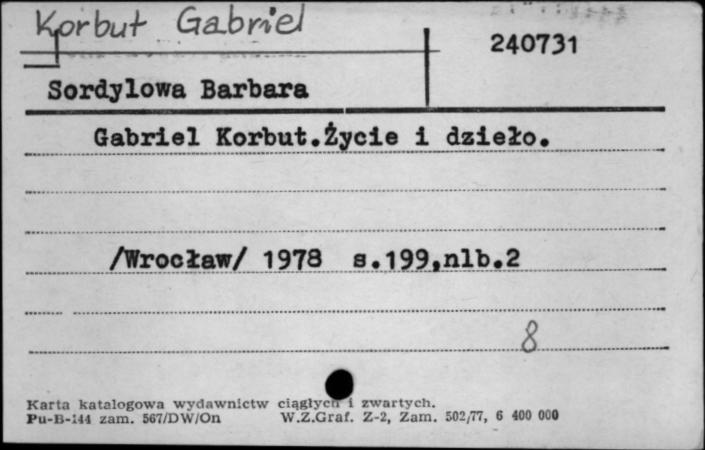 Korbut Gabriel
240731
Sordylowa Barbara
Gabriel Korbut.Życie i dzieło.
/Wrocław/ 1978 s.199,nlb.2
8
Karta katalogowa wydawnictw ciągłych i zwartych.
Pu-B-144 zam. 567/DW/On W.Z.Graf. Z-2, Zam. 502/77, 6 400 000